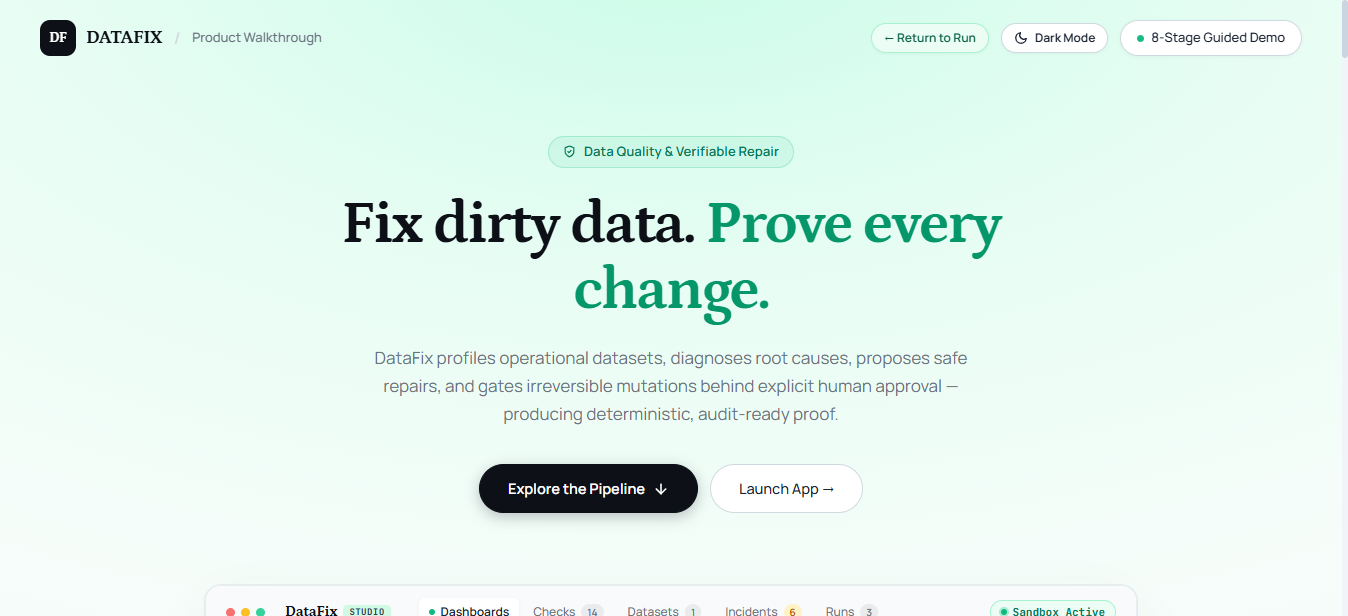 DF DATAFIX / Product Walkthrough ← Return to Run Dark Mode 8-Stage Guided Demo
Data Quality & Verifiable Repair
Fix dirty data. Prove every
change.
DataFix profiles operational datasets, diagnoses root causes, proposes safe
repairs, and gates irreversible mutations behind explicit human approval —
producing deterministic, audit-ready proof.
Explore the Pipeline ↓ Launch App →
DataFix STUDIO Dashboards Checks 14 Datasets 1 Incidents 6 Runs 3 Sandbox Active